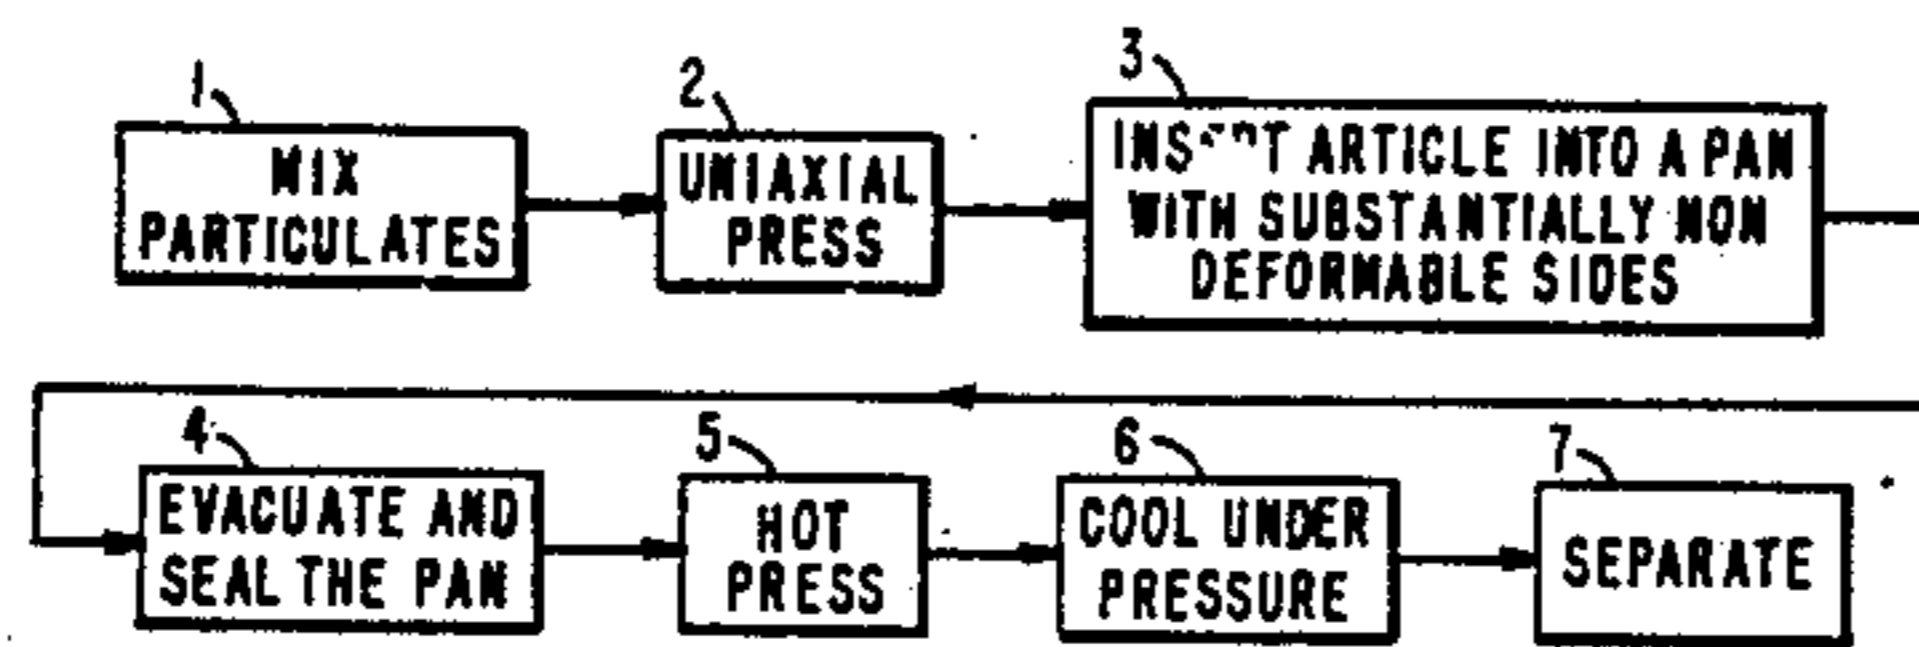 1
MIX
PARTICULATES
2
UNIAXIAL
PRESS
3
INSERT ARTICLE INTO A PAN
WITH SUBSTANTIALLY NON
DEFORMABLE SIDES
4
EVACUATE AND
SEAL THE PAN
5
HOT
PRESS
6
COOL UNDER
PRESSURE
7
SEPARATE